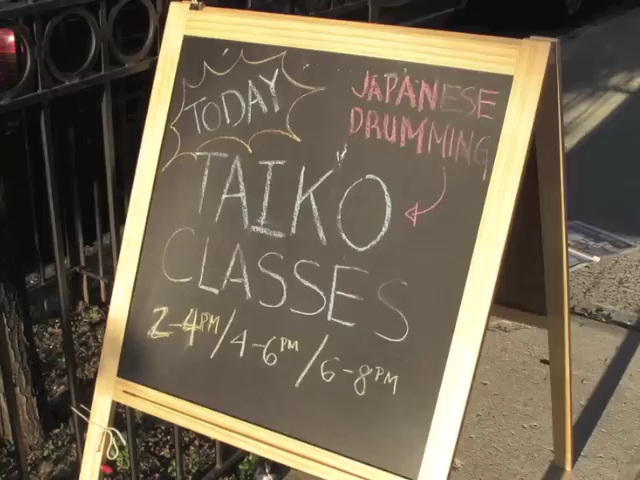 TODAY
JAPANESE
DRUMMING
TAIKO
CLASSES
2-4PM/4-6PM/6-8PM